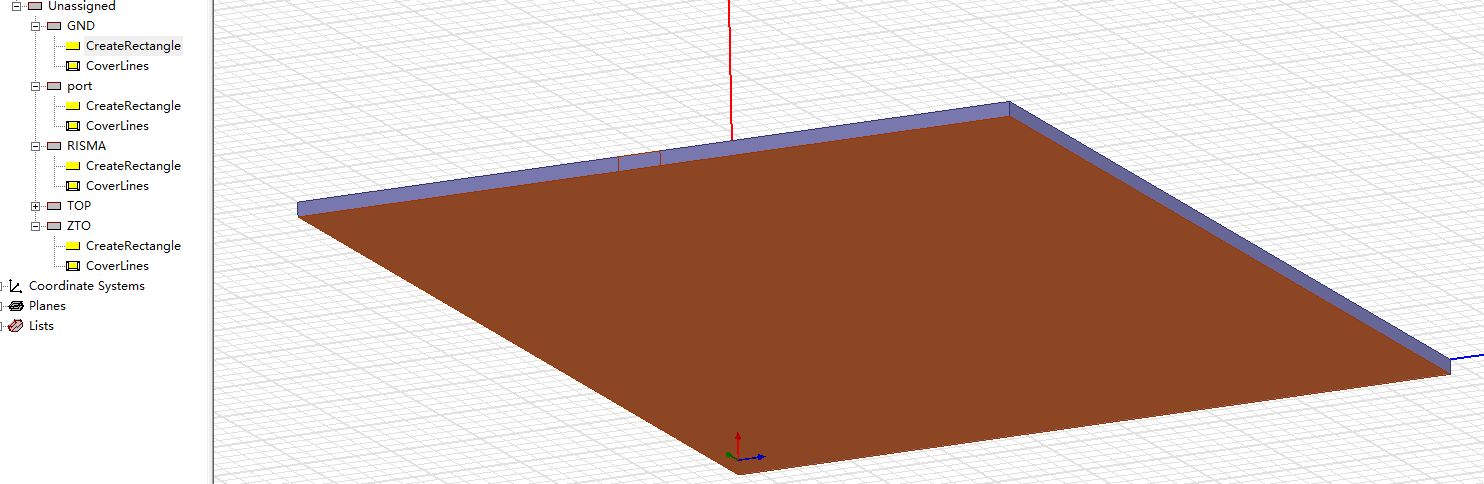 Unassigned
GND
CreateRectangle
CoverLines
port
CreateRectangle
CoverLines
RISMA
CreateRectangle
CoverLines
TOP
ZTO
CreateRectangle
CoverLines
Coordinate Systems
Planes
Lists